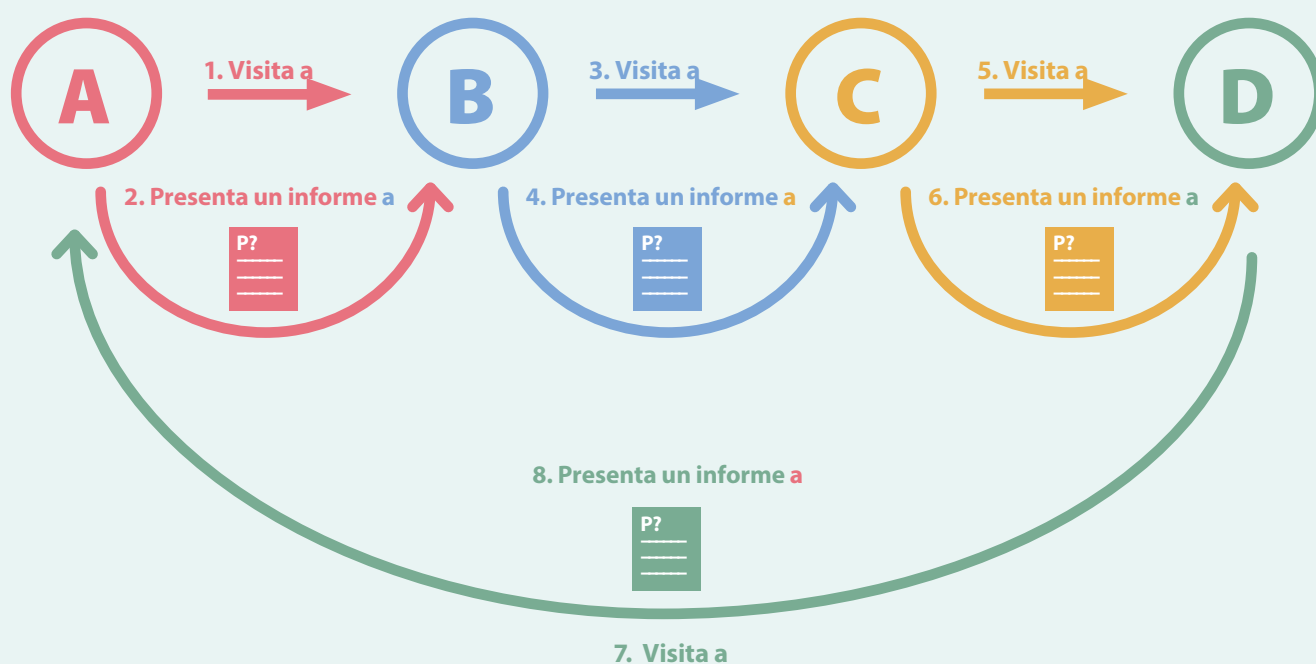 A
1. Visita a
B
3. Visita a
C
5. Visita a
D
2. Presenta un informe a
4. Presenta un informe a
6. Presenta un informe a
P?
P?
P?
8. Presenta un informe a
P?
7. Visita a